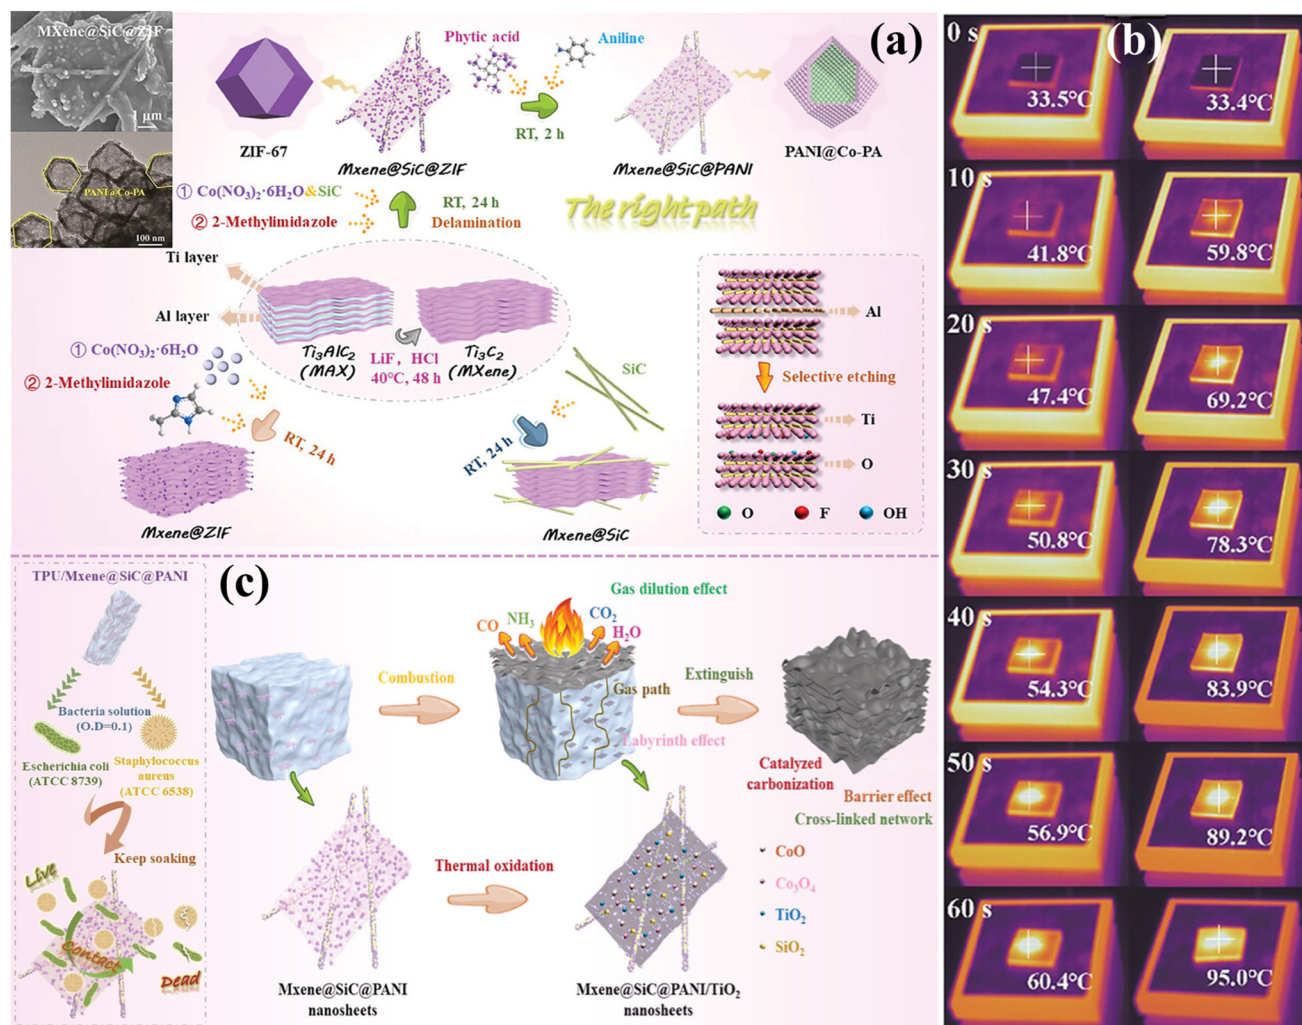 MXene@SiC@ZIF
1 μm
PANI@Co-PA
100 nm
(a)
Phytic acid
Aniline
RT, 2 h
ZIF-67
Mxene@SiC@ZIF
Mxene@SiC@PANI
PANI@Co-PA
① Co(NO₃)₂·6H₂O&SiC
② 2-Methylimidazole
RT, 24 h
Delamination
The right path
Ti layer
Al layer
Ti₃AlC₂
(MAX)
LiF, HCl
40°C, 48 h
Ti₃C₂
(MXene)
① Co(NO₃)₂·6H₂O
② 2-Methylimidazole
RT, 24 h
Mxene@ZIF
SiC
RT, 24 h
Mxene@SiC
Al
Selective etching
Ti
O
O
F
OH
(b)
0 s
33.5°C
33.4°C
10 s
41.8°C
59.8°C
20 s
47.4°C
69.2°C
30 s
50.8°C
78.3°C
40 s
54.3°C
83.9°C
50 s
56.9°C
89.2°C
60 s
60.4°C
95.0°C
(c)
TPU/Mxene@SiC@PANI
Bacteria solution
(O.D=0.1)
Escherichia coli
(ATCC 8739)
Staphylococcus
aureus
(ATCC 6538)
Keep soaking
Live
Contact
Dead
Combustion
Gas dilution effect
CO
NH₃
CO₂
H₂O
Gas path
Labyrinth effect
Extinguish
Catalyzed
carbonization
Barrier effect
Cross-linked network
Thermal oxidation
CoO
Co₃O₄
TiO₂
SiO₂
Mxene@SiC@PANI
nanosheets
Mxene@SiC@PANI/TiO₂
nanosheets